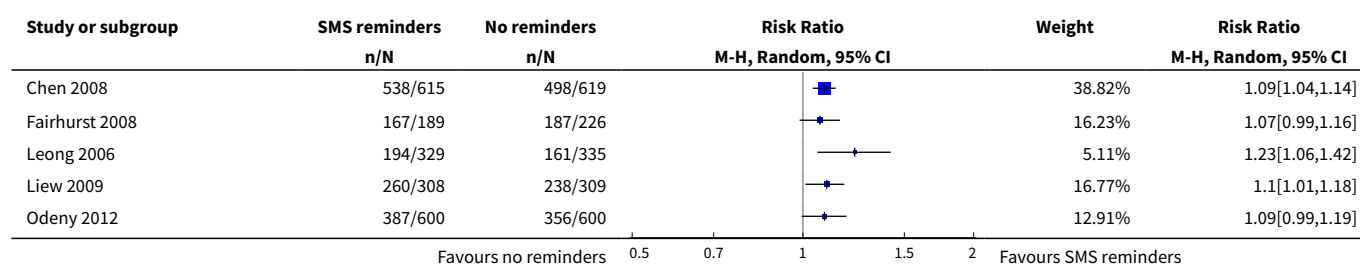 Study or subgroup SMS reminders No reminders Risk Ratio Weight Risk Ratio
n/N n/N M-H, Random, 95% CI M-H, Random, 95% CI
Chen 2008 538/615 498/619 38.82% 1.09[1.04,1.14]
Fairhurst 2008 167/189 187/226 16.23% 1.07[0.99,1.16]
Leong 2006 194/329 161/335 5.11% 1.23[1.06,1.42]
Liew 2009 260/308 238/309 16.77% 1.1[1.01,1.18]
Odeny 2012 387/600 356/600 12.91% 1.09[0.99,1.19]
Favours no reminders 0.5 0.7 1 1.5 2 Favours SMS reminders